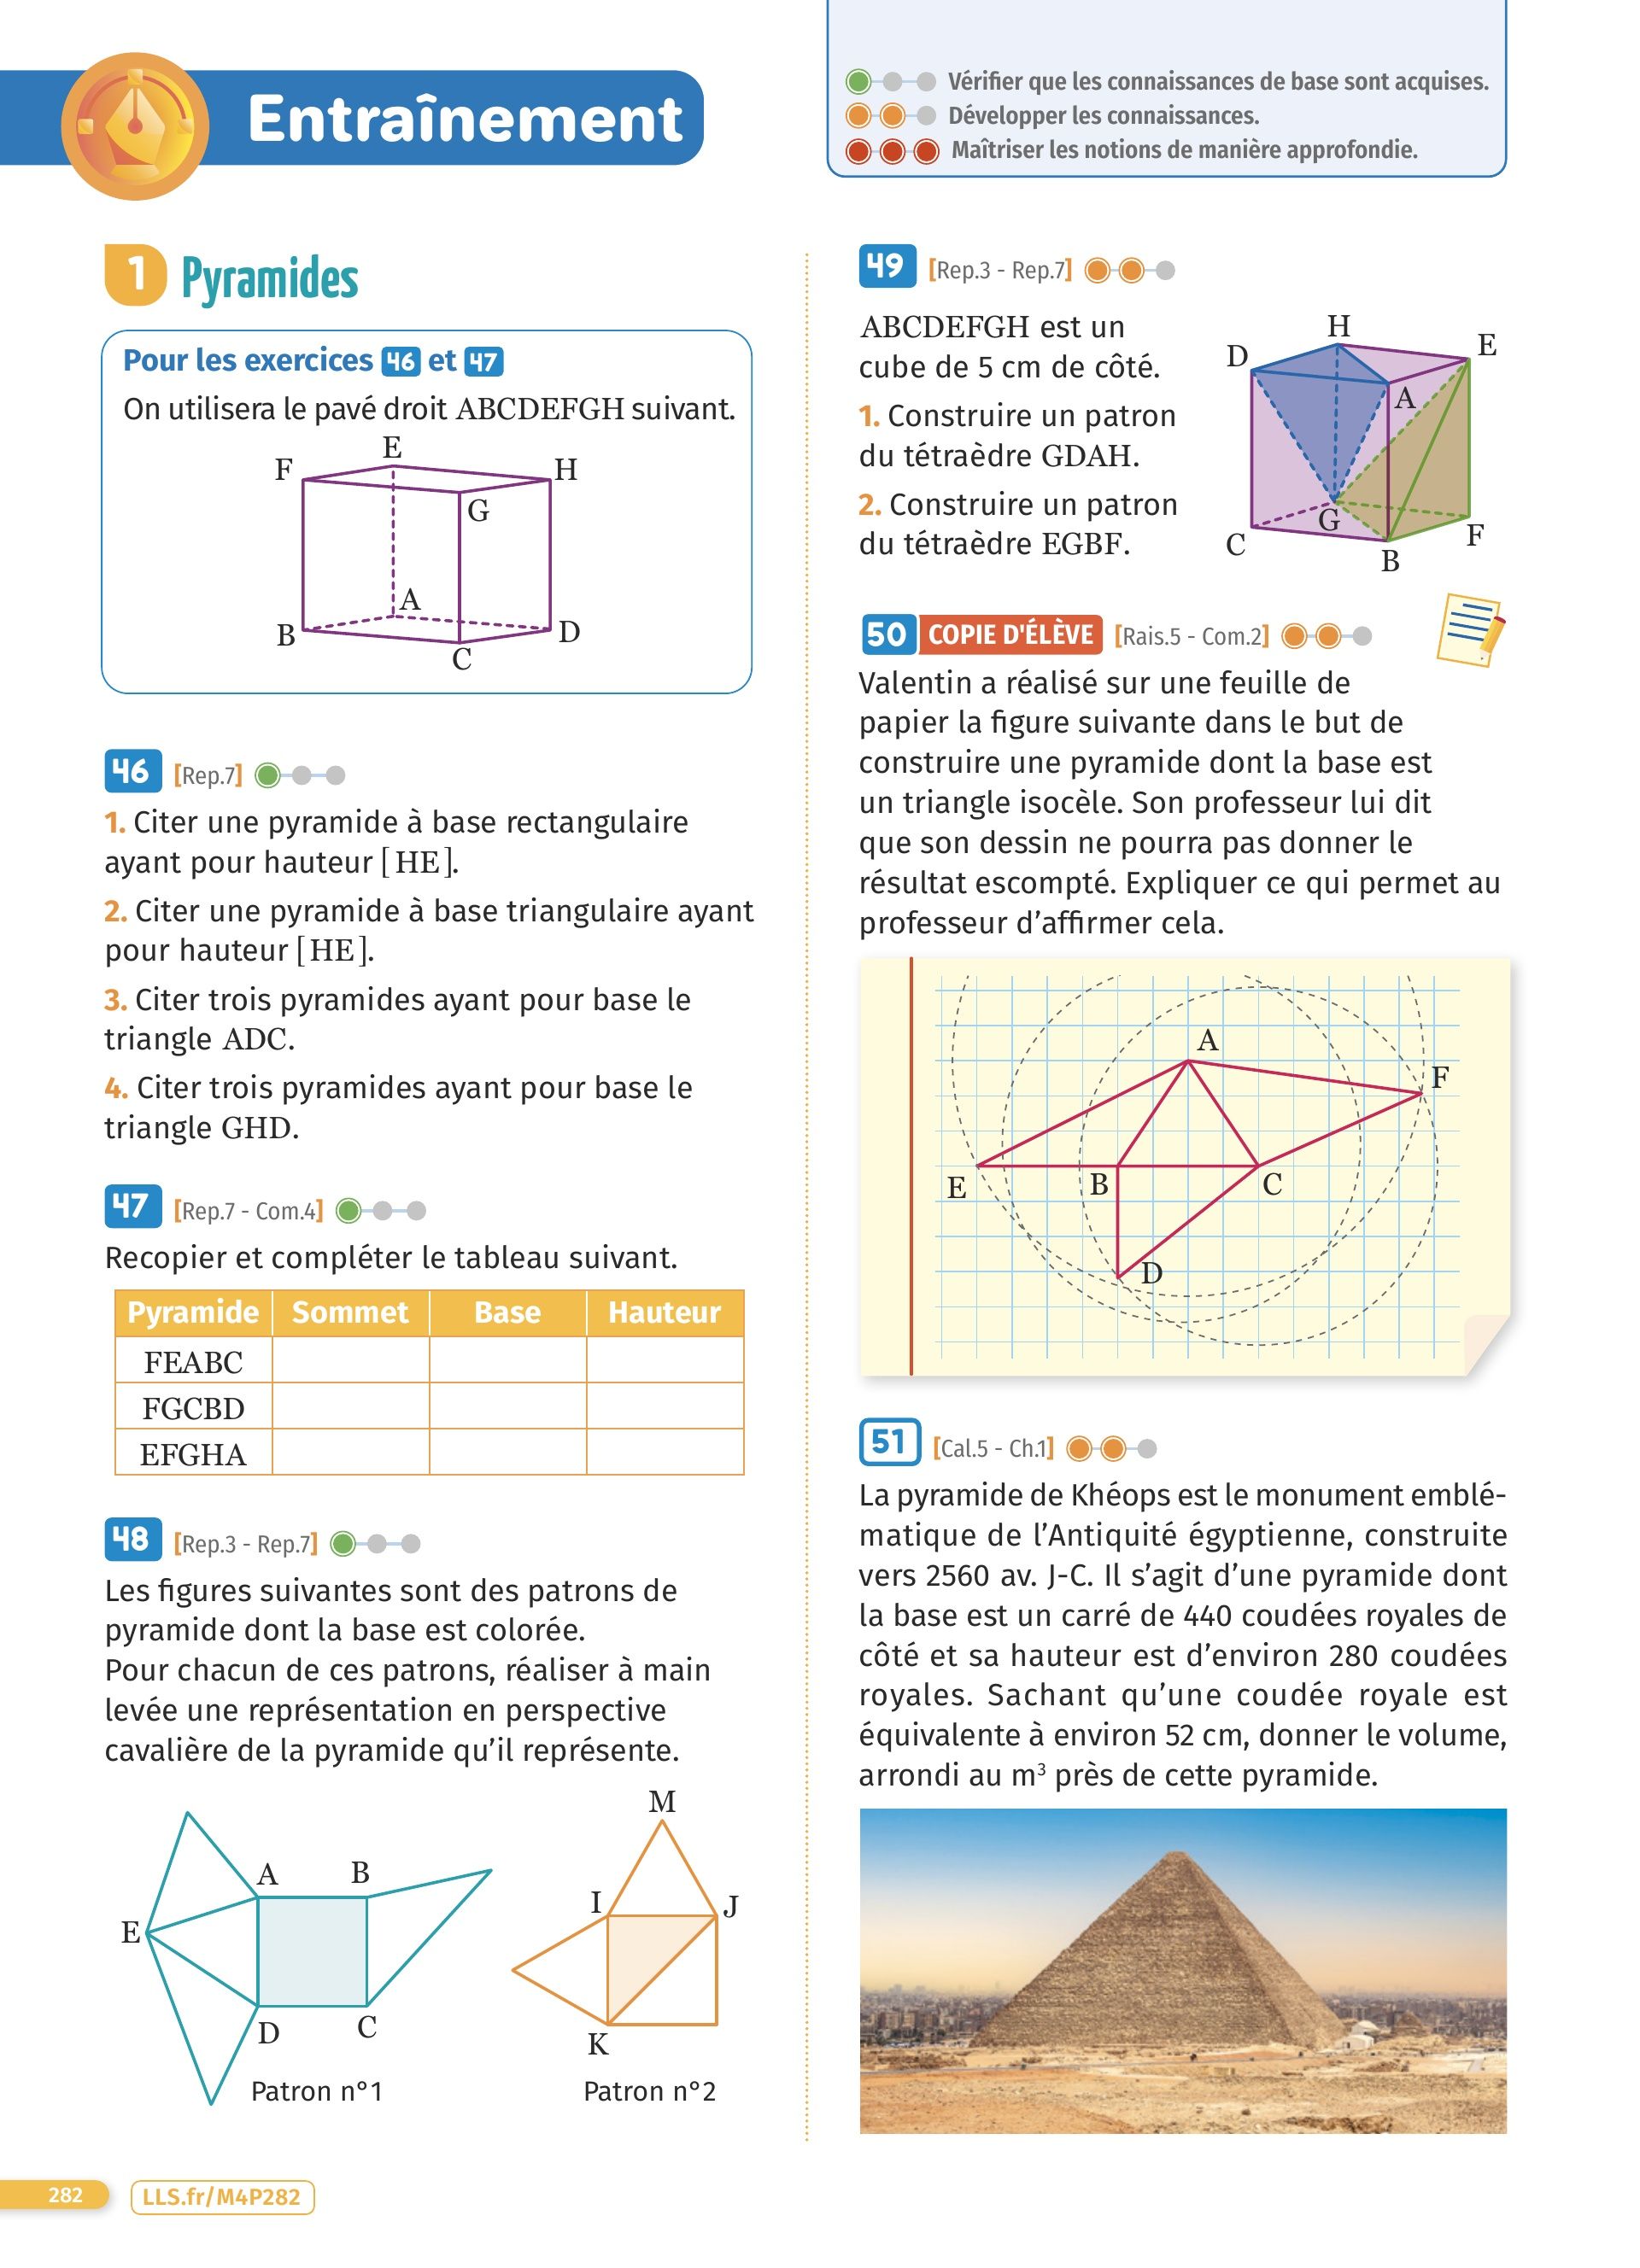 Entraînement
Vérifier que les connaissances de base sont acquises.
Développer les connaissances.
Maîtriser les notions de manière approfondie.
1 Pyramides
Pour les exercices 46 et 47
On utilisera le pavé droit ABCDEFGH suivant.
E
F
H
G
A
B
D
C
46 [Rep.7]
1. Citer une pyramide à base rectangulaire
ayant pour hauteur [HE].
2. Citer une pyramide à base triangulaire ayant
pour hauteur [HE].
3. Citer trois pyramides ayant pour base le
triangle ADC.
4. Citer trois pyramides ayant pour base le
triangle GHD.
47 [Rep.7 - Com.4]
Recopier et compléter le tableau suivant.
Pyramide Sommet Base Hauteur
FEABC
FGCBD
EFGHA
48 [Rep.3 - Rep.7]
Les figures suivantes sont des patrons de
pyramide dont la base est colorée.
Pour chacun de ces patrons, réaliser à main
levée une représentation en perspective
cavalière de la pyramide qu'il représente.
A
B
E
D
C
Patron n°1
M
I
J
K
Patron n°2
49 [Rep.3 - Rep.7]
ABCDEFGH est un
cube de 5 cm de côté.
1. Construire un patron
du tétraèdre GDAH.
2. Construire un patron
du tétraèdre EGBF.
H
D
E
A
G
C
F
B
50 COPIE D'ÉLÈVE [Rais.5 - Com.2]
Valentin a réalisé sur une feuille de
papier la figure suivante dans le but de
construire une pyramide dont la base est
un triangle isocèle. Son professeur lui dit
que son dessin ne pourra pas donner le
résultat escompté. Expliquer ce qui permet au
professeur d'affirmer cela.
A
F
E
B
C
D
51 [Cal.5 - Ch.1]
La pyramide de Khéops est le monument emblé-
matique de l'Antiquité égyptienne, construite
vers 2560 av. J-C. Il s'agit d'une pyramide dont
la base est un carré de 440 coudées royales de
côté et sa hauteur est d'environ 280 coudées
royales. Sachant qu'une coudée royale est
équivalente à environ 52 cm, donner le volume,
arrondi au m³ près de cette pyramide.
282
LLS.fr/M4P282